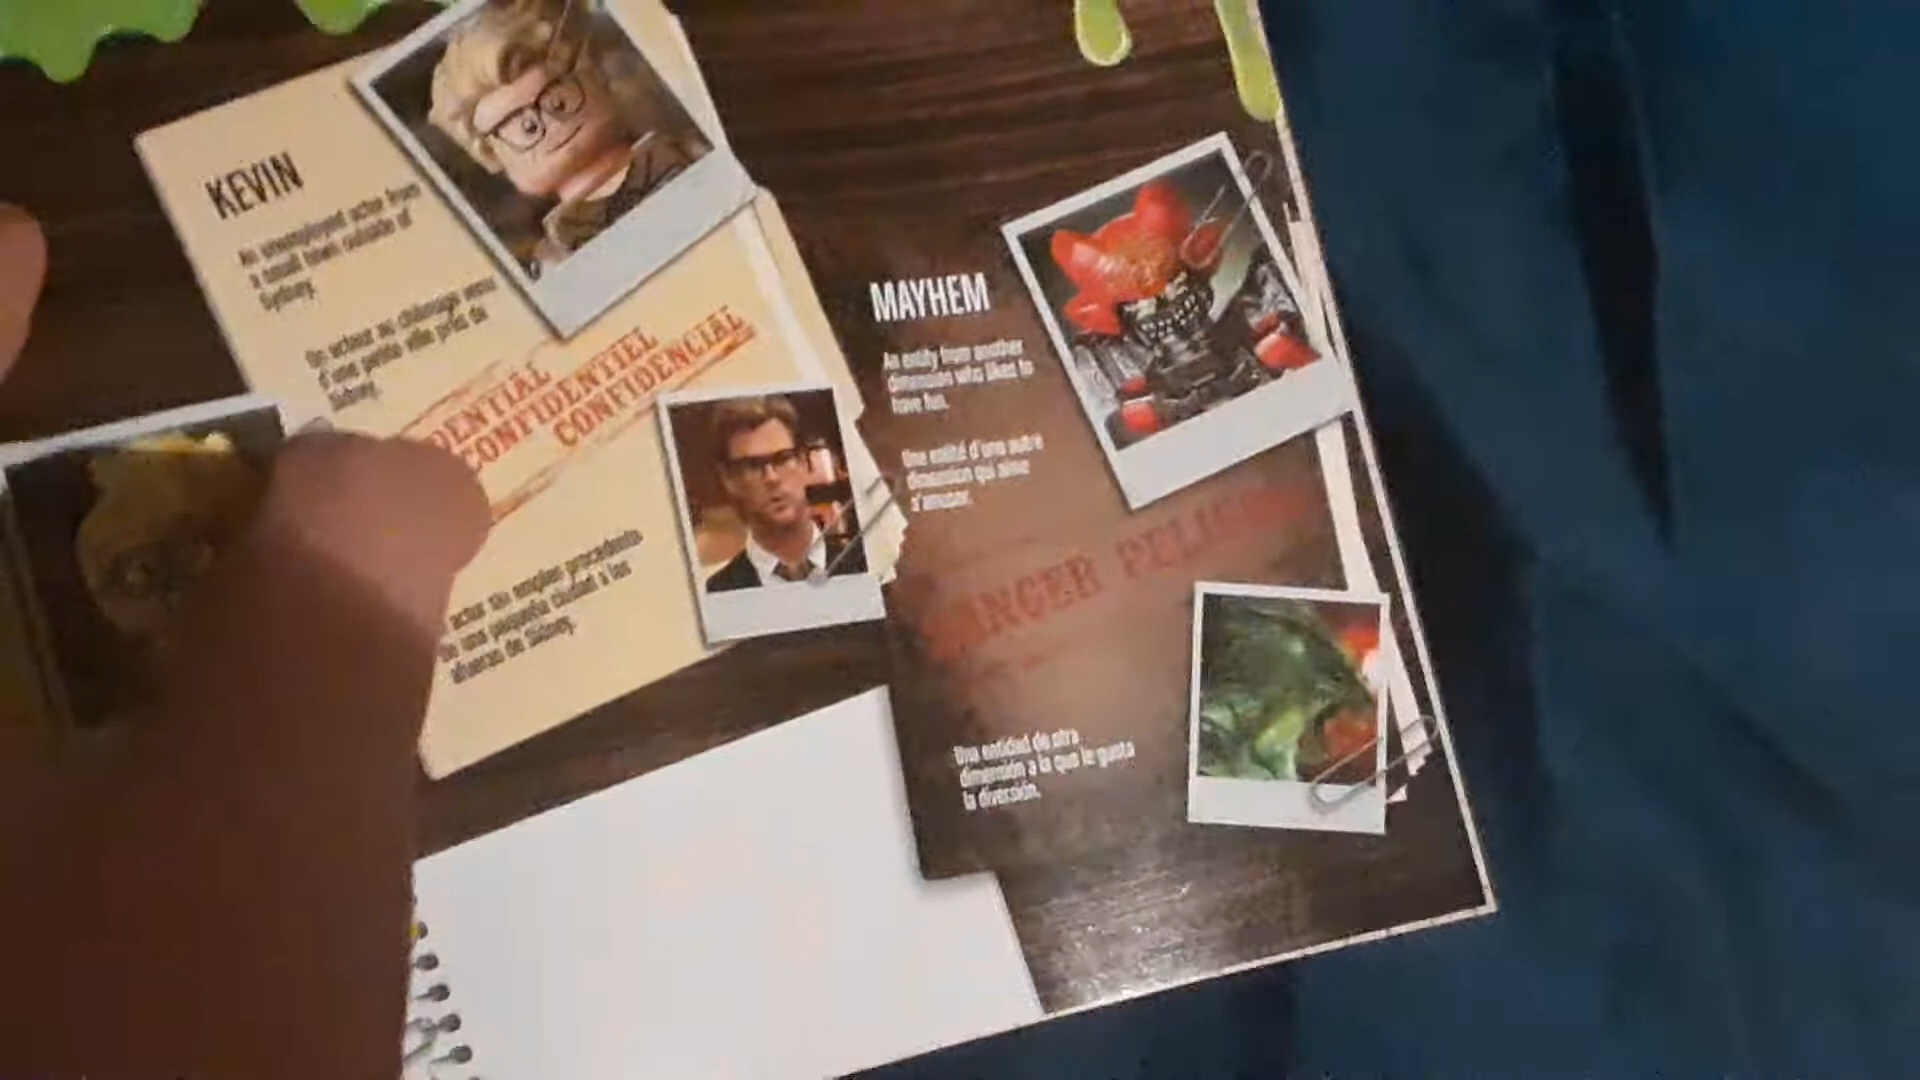 KEVIN
An unemployed actor from
a small town outside of
Sydney.
Un acteur au chômage venu
d'une petite ville près de
Sidney.
DENTIAL
CONFIDENTIEL
CONFIDENCIAL
actor sin empleo procedente
de una pequeña ciudad a las
afueras de Sidney.
MAYHEM
An entity from another
dimension who likes to
have fun.
Une entité d'une autre
dimension qui aime
s'amuser.
ANGER PELIGRO
Una entidad de otra
dimensión a la que le gusta
la diversión.